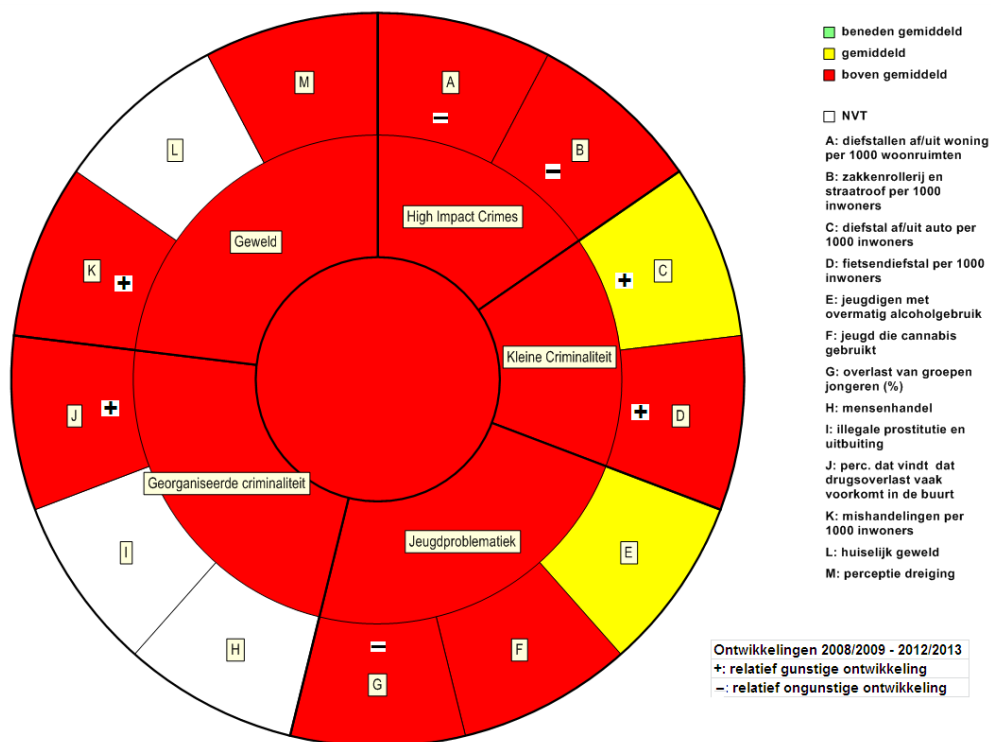 M
A
–
L
B
–
High Impact Crimes
Geweld
K
+
+
C
Kleine Criminaliteit
J
+
+
D
Georganiseerde criminaliteit
Jeugdproblematiek
I
E
H
–
F
G
beneden gemiddeld
gemiddeld
boven gemiddeld
NVT
A: diefstallen af/uit woning
per 1000 woonruimten
B: zakkenrollerij en
straatroof per 1000
inwoners
C: diefstal af/uit auto per
1000 inwoners
D: fietsendiefstal per 1000
inwoners
E: jeugdigen met
overmatig alcoholgebruik
F: jeugd die cannabis
gebruikt
G: overlast van groepen
jongeren (%)
H: mensenhandel
I: illegale prostitutie en
uitbuiting
J: perc. dat vindt dat
drugsoverlast vaak
voorkomt in de buurt
K: mishandelingen per
1000 inwoners
L: huiselijk geweld
M: perceptie dreiging
Ontwikkelingen 2008/2009 - 2012/2013
+: relatief gunstige ontwikkeling
–: relatief ongunstige ontwikkeling